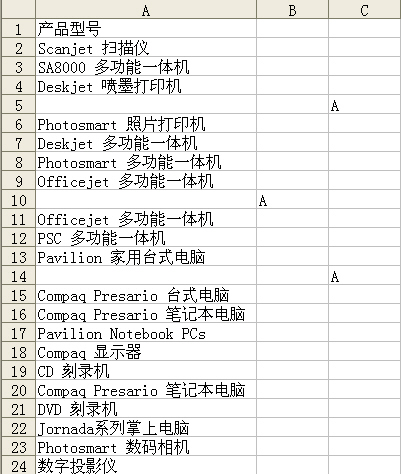 A B C
1 产品型号
2 Scanjet 扫描仪
3 SA8000 多功能一体机
4 Deskjet 喷墨打印机
5 A
6 Photosmart 照片打印机
7 Deskjet 多功能一体机
8 Photosmart 多功能一体机
9 Officejet 多功能一体机
10 A
11 Officejet 多功能一体机
12 PSC 多功能一体机
13 Pavilion 家用台式电脑
14 A
15 Compaq Presario 台式电脑
16 Compaq Presario 笔记本电脑
17 Pavilion Notebook PCs
18 Compaq 显示器
19 CD 刻录机
20 Compaq Presario 笔记本电脑
21 DVD 刻录机
22 Jornada系列掌上电脑
23 Photosmart 数码相机
24 数字投影仪